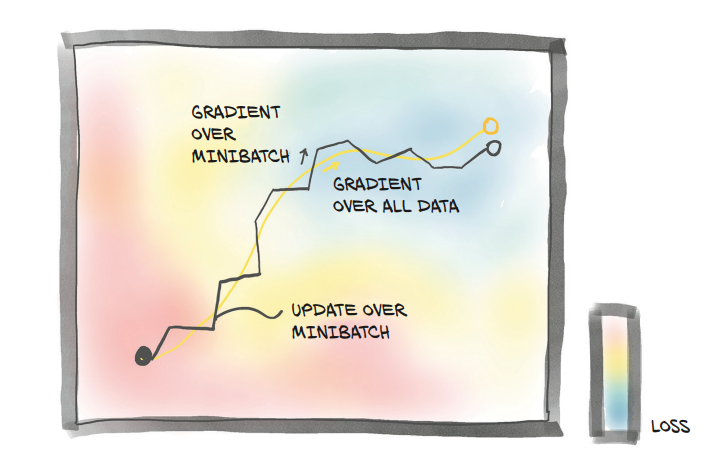 GRADIENT
OVER
MINIBATCH
GRADIENT
OVER ALL DATA
UPDATE OVER
MINIBATCH
LOSS